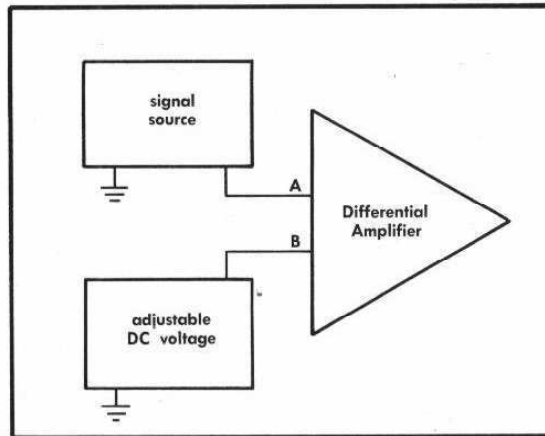 signal
source
A
Differential
Amplifier
B
adjustable
DC voltage